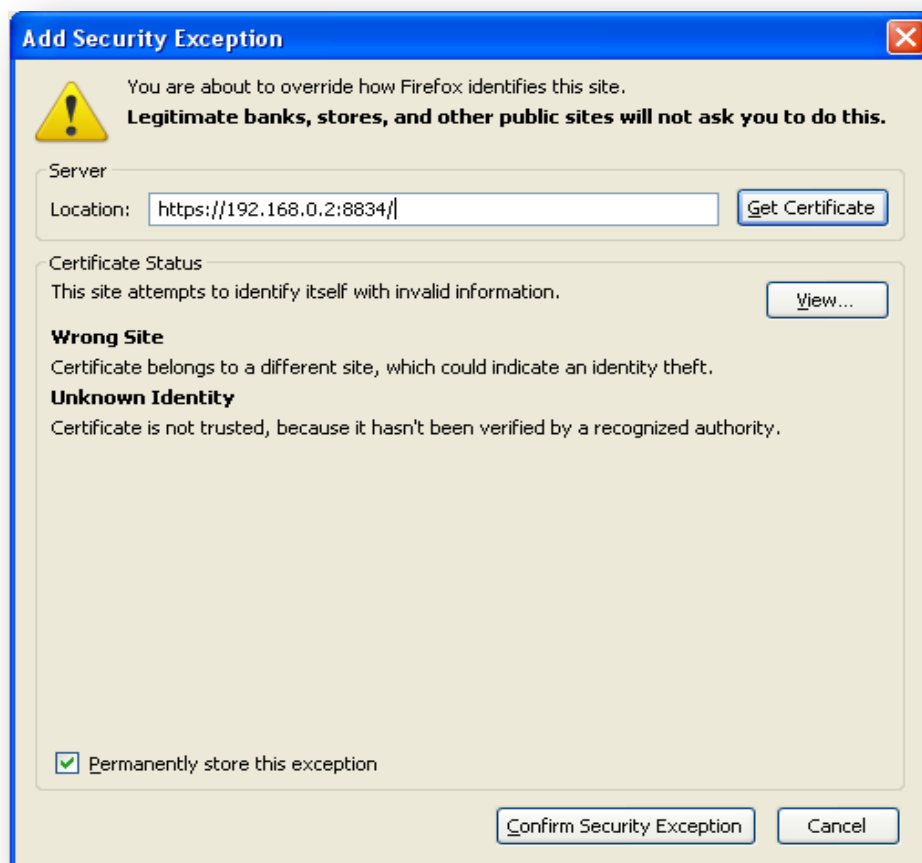 Add Security Exception
You are about to override how Firefox identifies this site.
Legitimate banks, stores, and other public sites will not ask you to do this.
Server
Location: https://192.168.0.2:8834/ Get Certificate
Certificate Status
This site attempts to identify itself with invalid information. View...
Wrong Site
Certificate belongs to a different site, which could indicate an identity theft.
Unknown Identity
Certificate is not trusted, because it hasn't been verified by a recognized authority.
Permanently store this exception
Confirm Security Exception Cancel